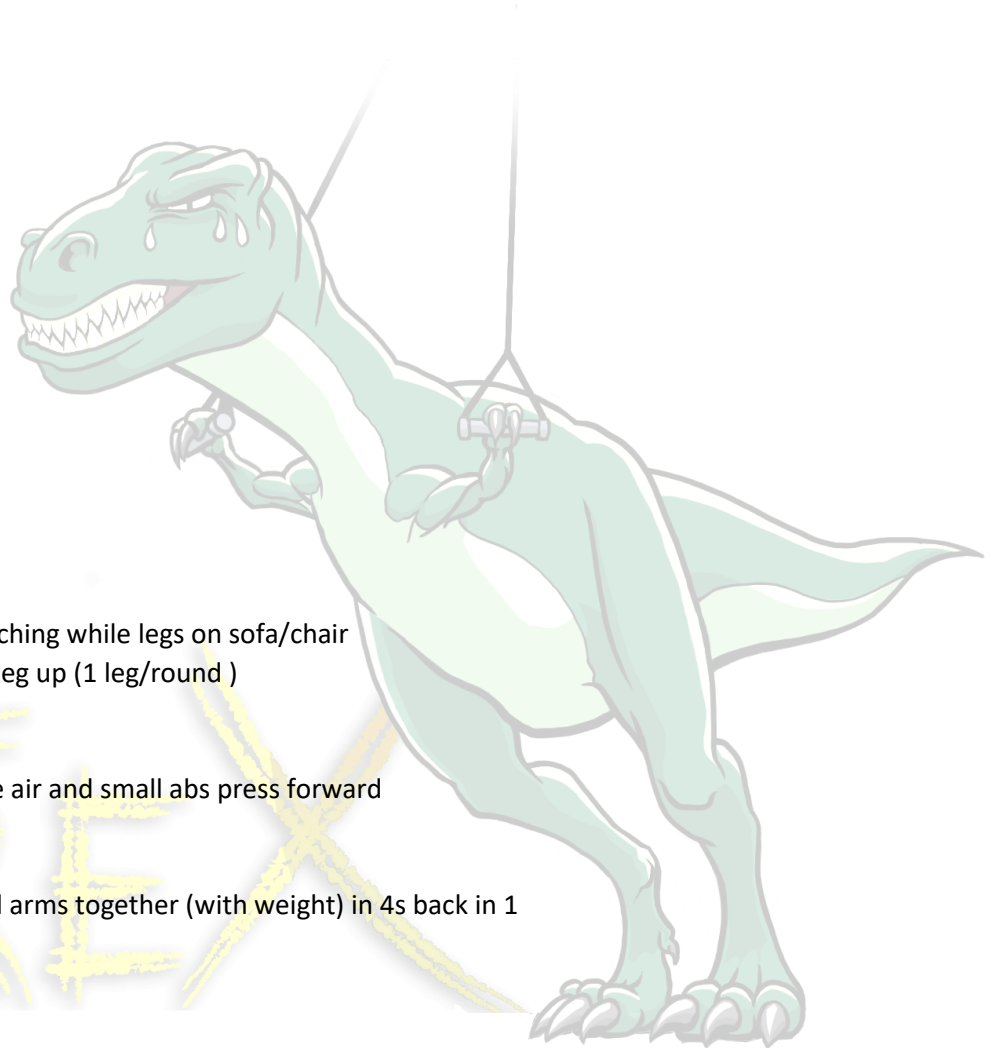 ching while legs on sofa/chair
eg up (1 leg/round )
e air and small abs press forward
EX
l arms together (with weight) in 4s back in 1